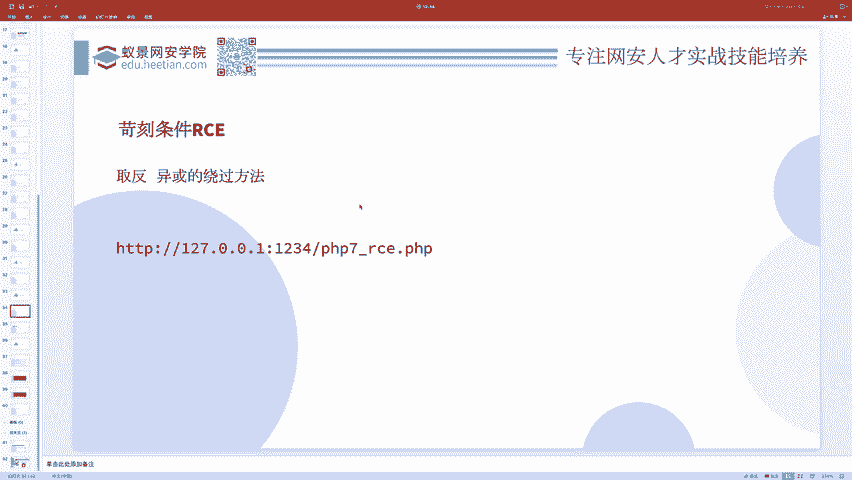 蚁景网安学院
edu.heetian.com
专注网安人才实战技能培养
苛刻条件RCE
取反 异或的绕过方法
http://127.0.0.1:1234/php7_rce.php
单击此处添加备注